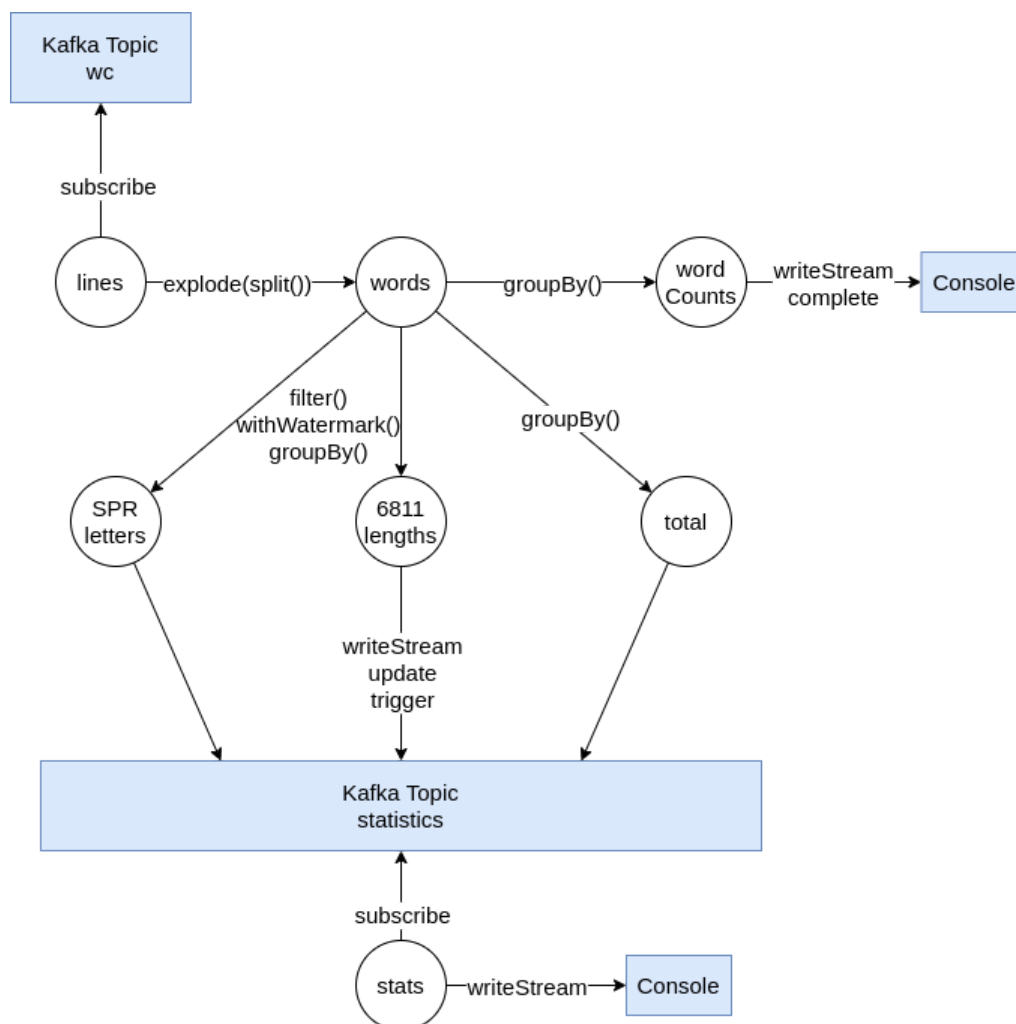 Kafka Topic
wc
subscribe
lines
explode(split())
words
groupBy()
word
Counts
writeStream
complete
Console
filter()
withWatermark()
groupBy()
groupBy()
SPR
letters
6811
lengths
total
writeStream
update
trigger
Kafka Topic
statistics
subscribe
stats
writeStream
Console